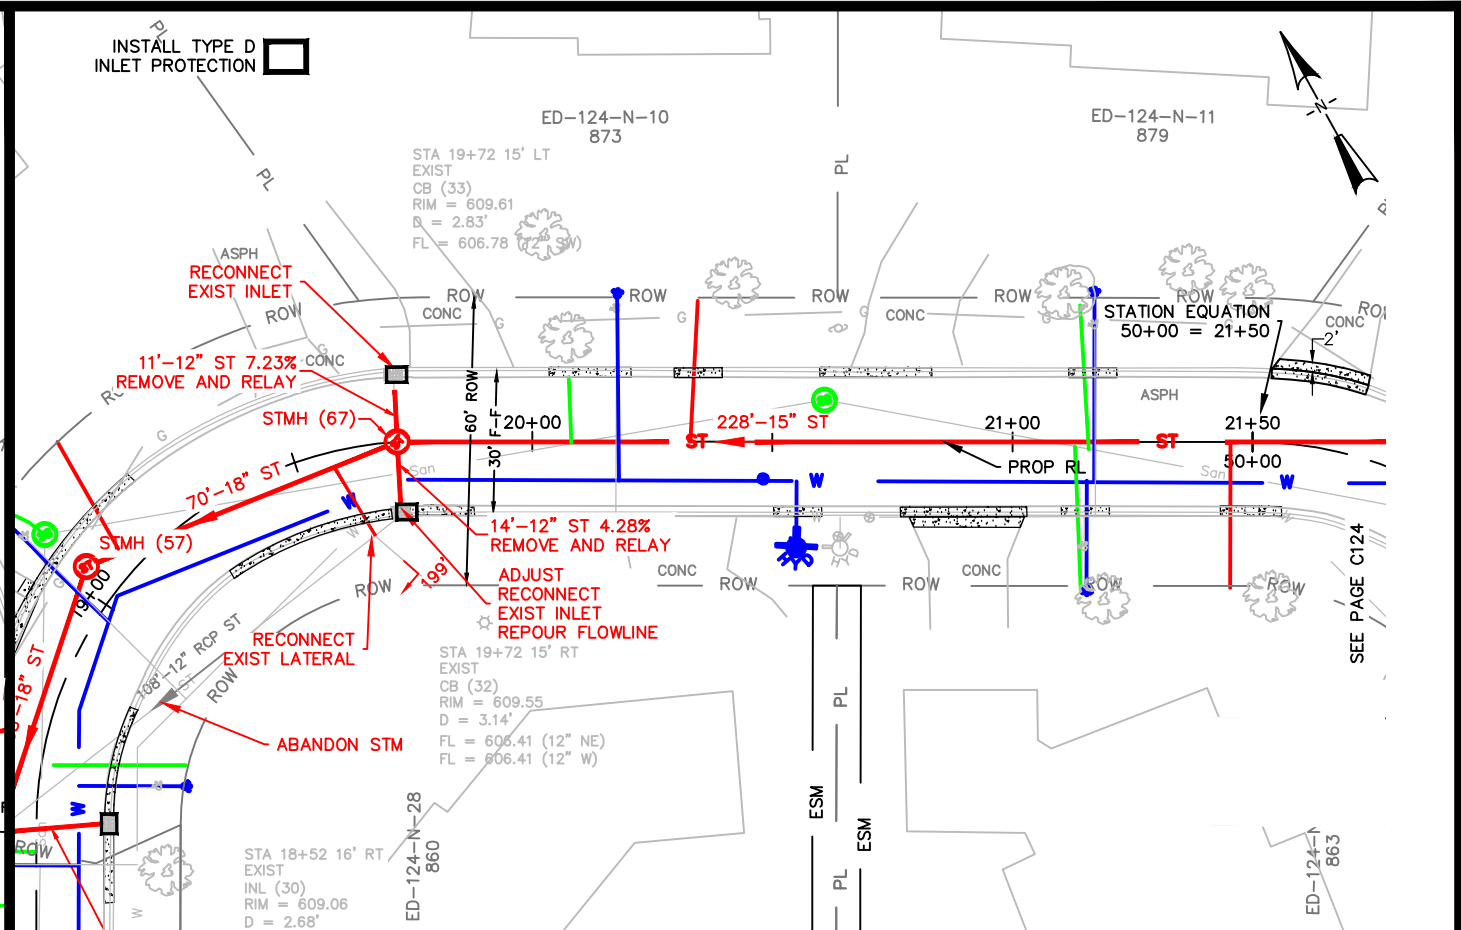 INSTALL TYPE D
INLET PROTECTION
PL
PL
ED-124-N-10
873
ED-124-N-11
879
N
PL
STA 19+72 15' LT
EXIST
CB (33)
RIM = 609.61
D = 2.83'
FL = 606.78 (12" SW)
ASPH
RECONNECT
EXIST INLET
ROW
ROW
CONC
G
60' ROW
30' F-F
ROW
G
ROW
CONC
G
ROW
G
ROW
G
STATION EQUATION
50+00 = 21+50
CONC
2'
ASPH
11'-12" ST 7.23%
REMOVE AND RELAY
CONC
G
G
STMH (67)
ST
20+00
ST
228'-15" ST
21+00
ST
21+50
50+00
PROP RL
San
San
70'-18" ST
W
W
W
W
W
W
STMH (57)
ST
19+00
G
14'-12" ST 4.28%
REMOVE AND RELAY
199'
ADJUST
RECONNECT
EXIST INLET
REPOUR FLOWLINE
ROW
CONC
ROW
ROW
CONC
ROW
ROW
SEE PAGE C124
RECONNECT
EXIST LATERAL
108'-12" RCP ST
ST
ROW
ABANDON STM
STA 19+72 15' RT
EXIST
CB (32)
RIM = 609.55
D = 3.14'
FL = 606.41 (12" NE)
FL = 606.41 (12" W)
PL
ESM
ESM
PL
W
ROW
W
STA 18+52 16' RT
EXIST
INL (30)
RIM = 609.06
D = 2.68'
ED-124-N-28
860
863